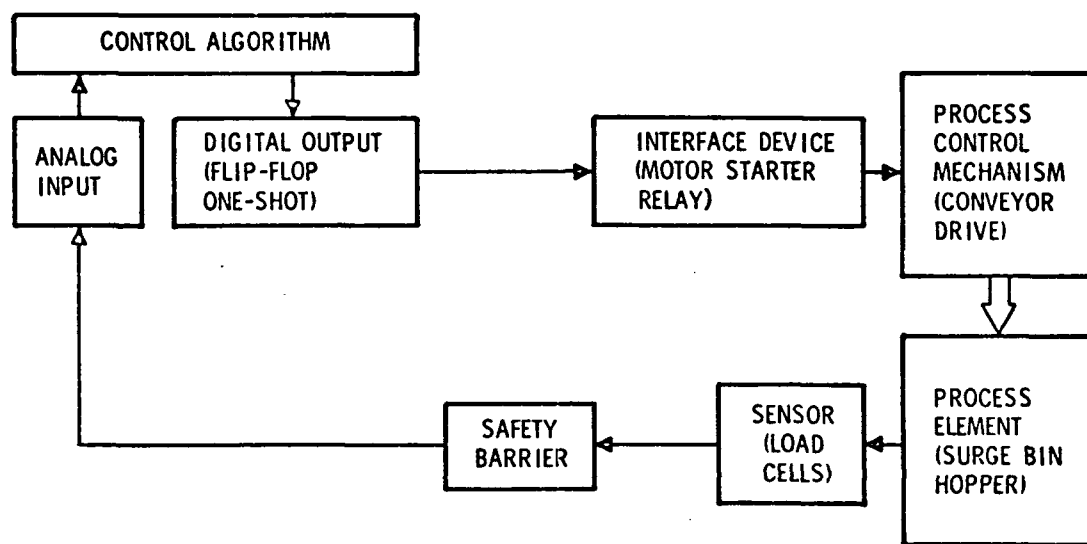 CONTROL ALGORITHM
ANALOG
INPUT
DIGITAL OUTPUT
(FLIP-FLOP
ONE-SHOT)
INTERFACE DEVICE
(MOTOR STARTER
RELAY)
PROCESS
CONTROL
MECHANISM
(CONVEYOR
DRIVE)
SAFETY
BARRIER
SENSOR
(LOAD
CELLS)
PROCESS
ELEMENT
(SURGE BIN
HOPPER)